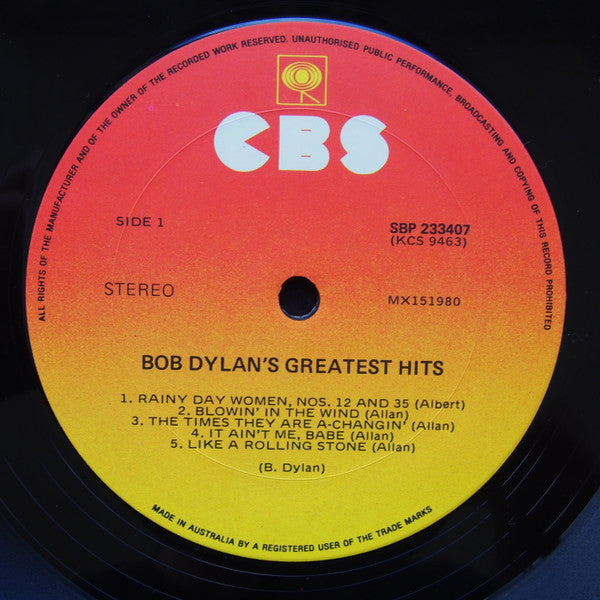 ALL RIGHTS OF THE MANUFACTURER AND OF THE OWNER OF THE RECORDED WORK RESERVED. UNAUTHORISED PUBLIC PERFORMANCE, BROADCASTING AND COPYING OF THIS RECORD PROHIBITED
CBS
SIDE 1
SBP 233407
(KCS 9463)
STEREO
MX151980
BOB DYLAN'S GREATEST HITS
1. RAINY DAY WOMEN, NOS. 12 AND 35 (Albert)
2. BLOWIN' IN THE WIND (Allan)
3. THE TIMES THEY ARE A-CHANGIN' (Allan)
4. IT AIN'T ME, BABE (Allan)
5. LIKE A ROLLING STONE (Allan)
(B. Dylan)
MADE IN AUSTRALIA BY A REGISTERED USER OF THE TRADE MARKS